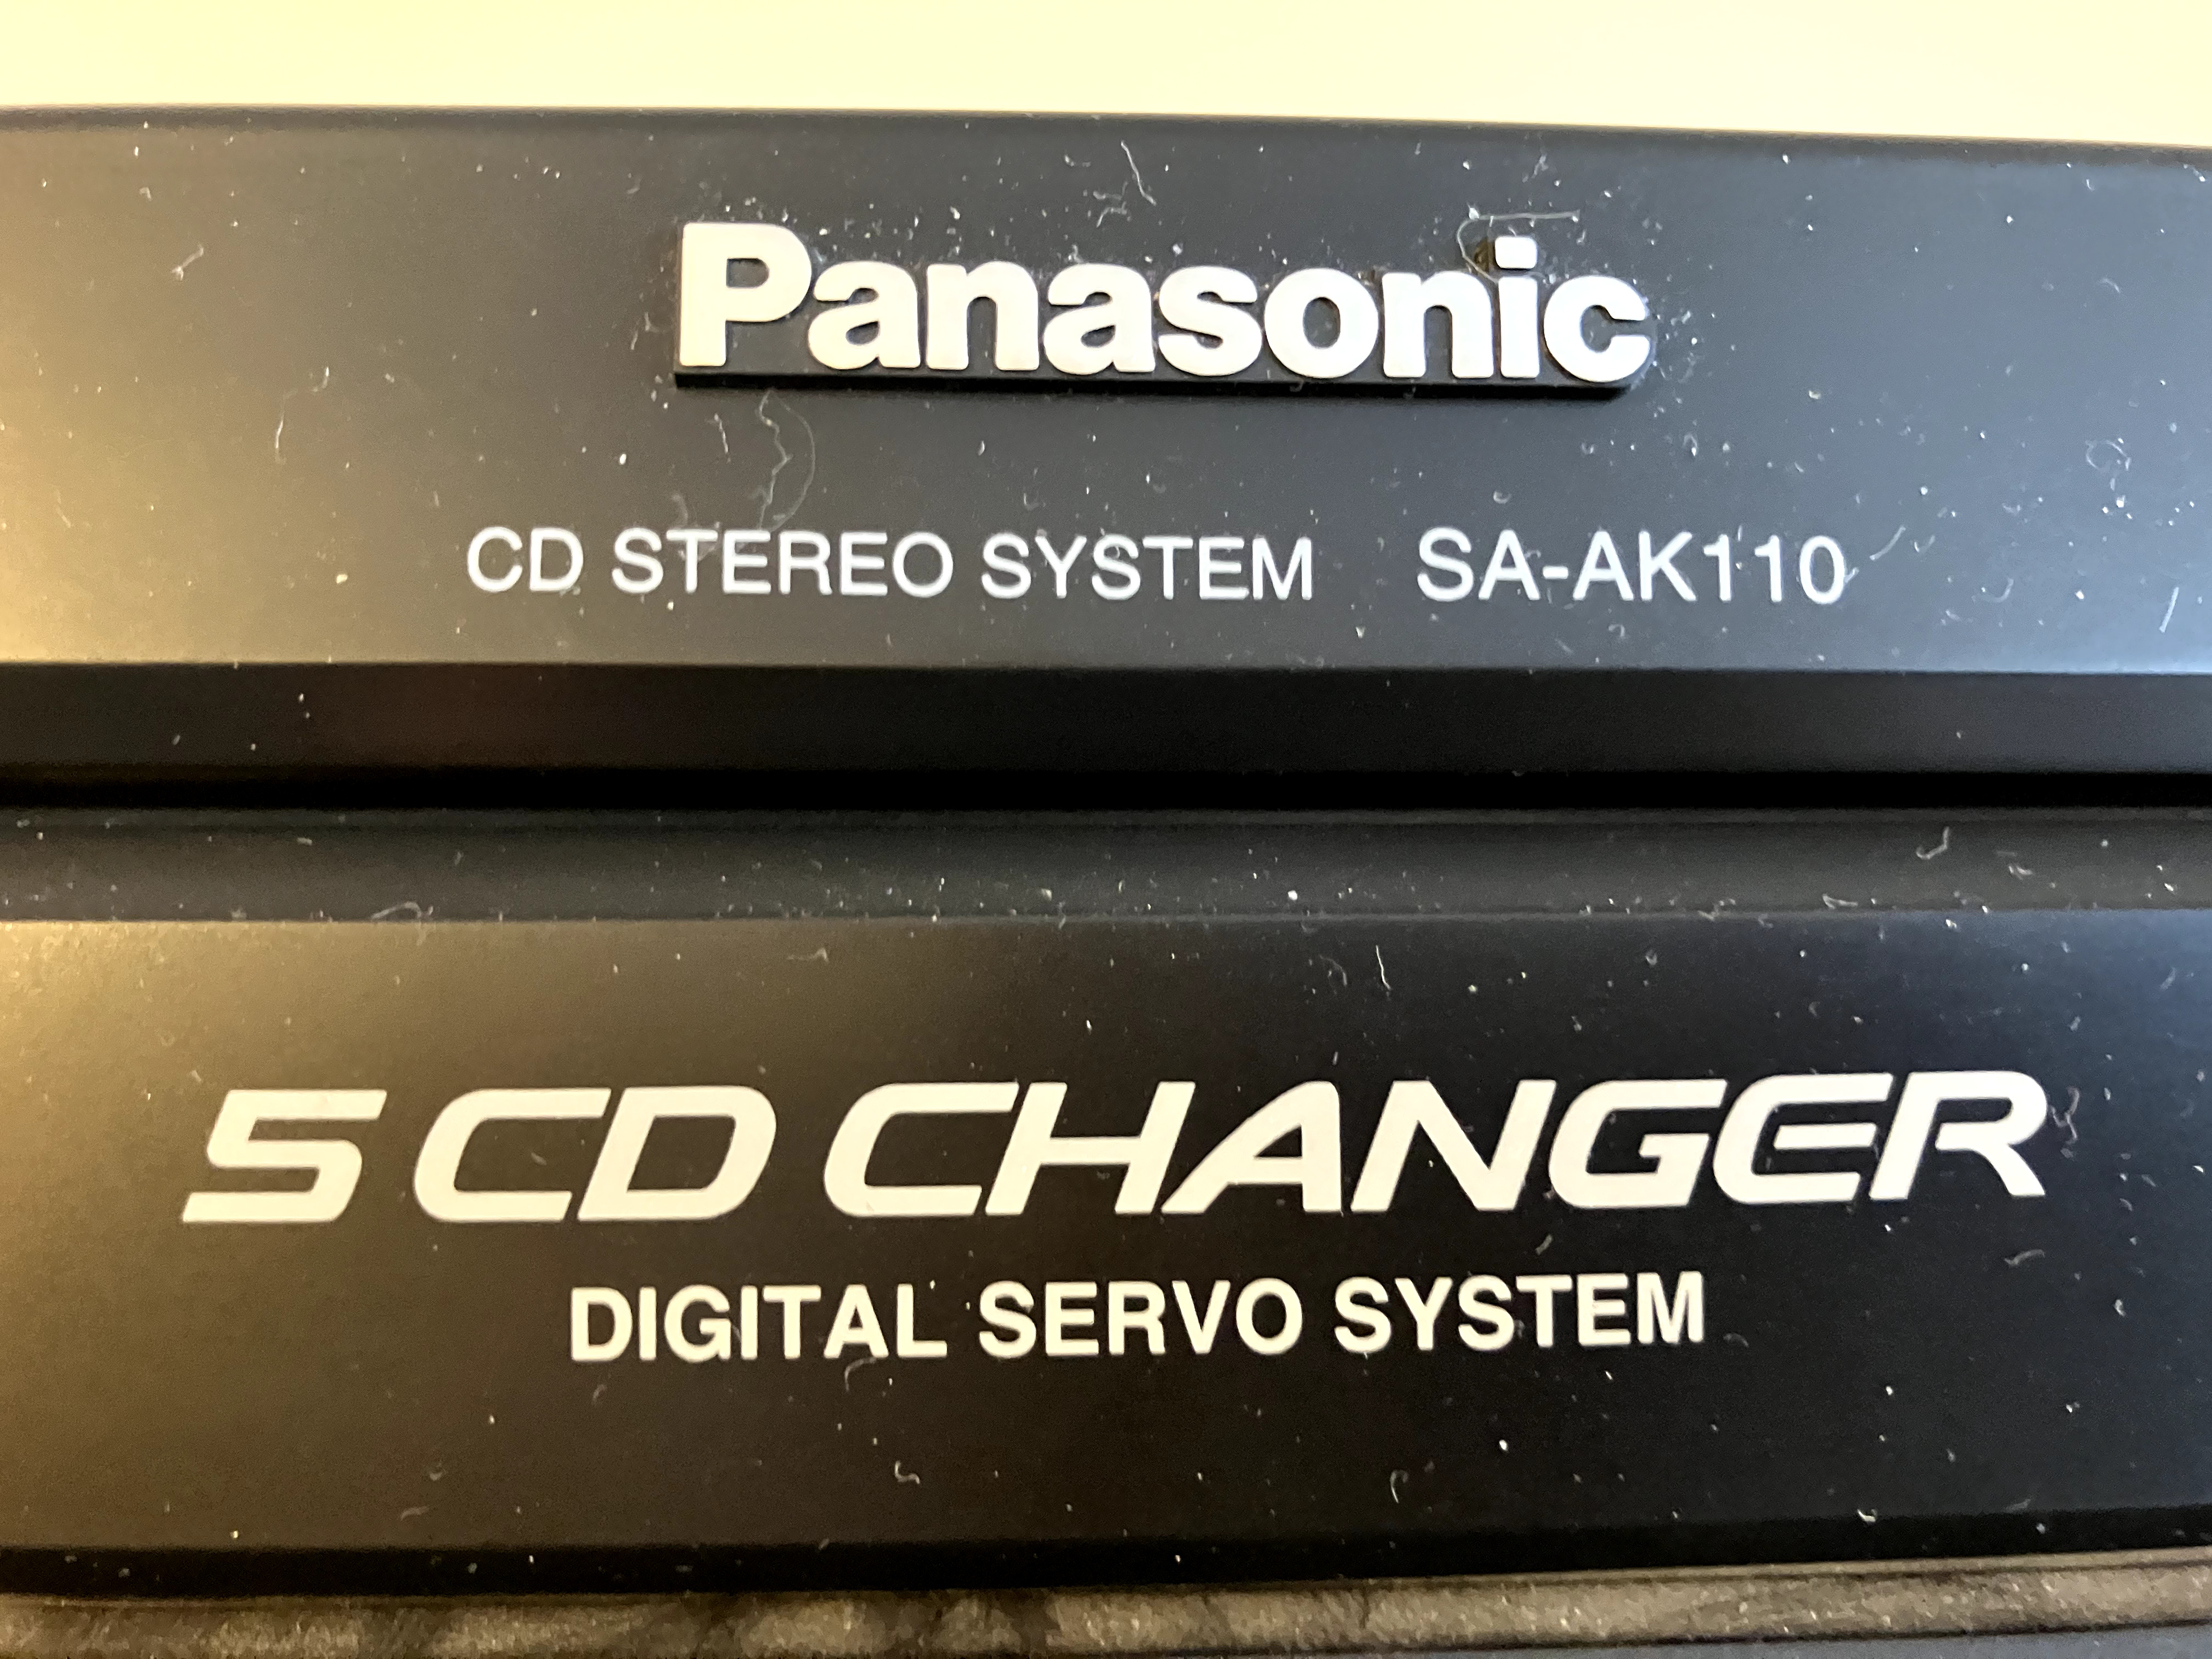 Panasonic
CD STEREO SYSTEM SA-AK110
5 CD CHANGER
DIGITAL SERVO SYSTEM